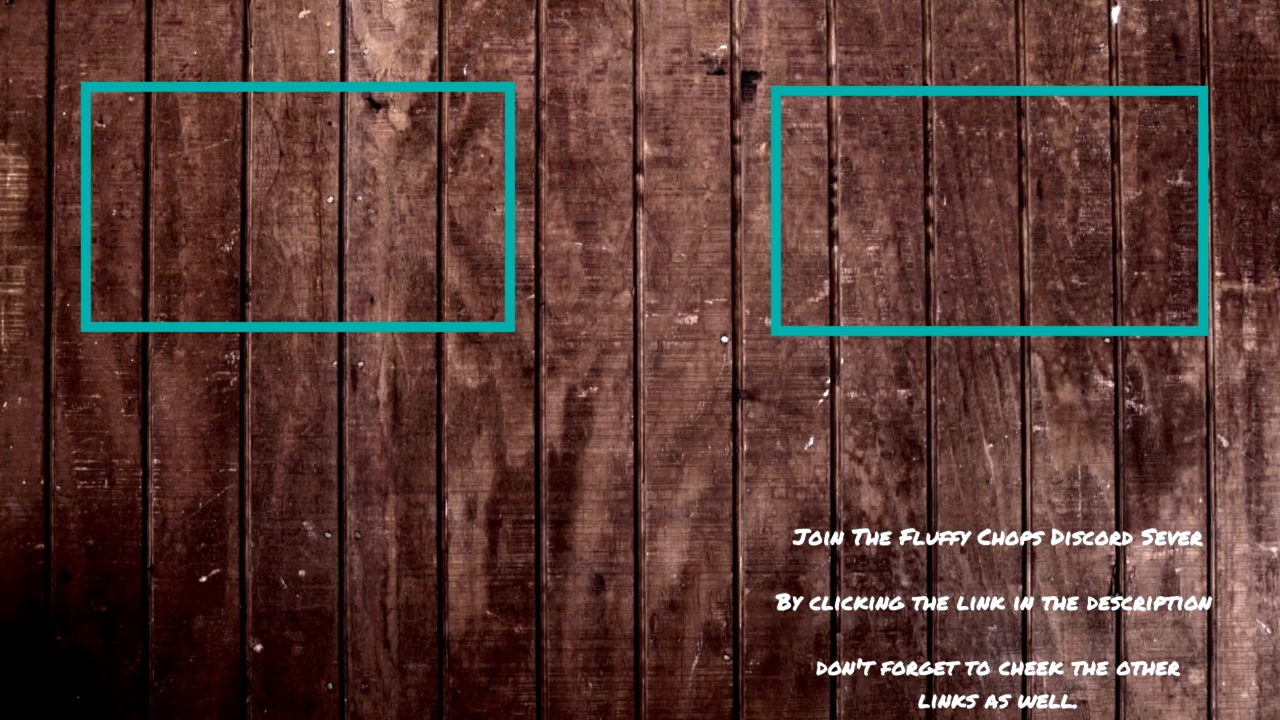 Join The Fluffy Chops Discord Sever
By clicking the link in the description
don't forget to cheek the other
links as well.